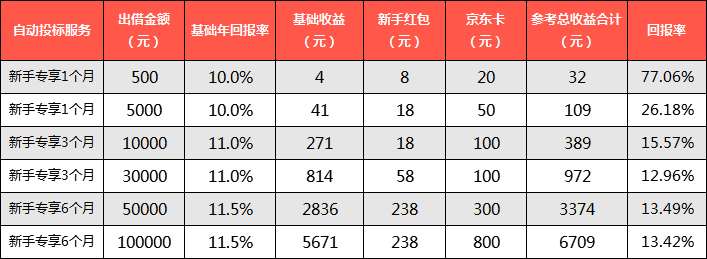 自动投标服务 出借金额（元） 基础年回报率 基础收益（元） 新手红包（元） 京东卡（元） 参考总收益合计（元） 回报率
新手专享1个月 500 10.0% 4 8 20 32 77.06%
新手专享1个月 5000 10.0% 41 18 50 109 26.18%
新手专享3个月 10000 11.0% 271 18 100 389 15.57%
新手专享3个月 30000 11.0% 814 58 100 972 12.96%
新手专享6个月 50000 11.5% 2836 238 300 3374 13.49%
新手专享6个月 100000 11.5% 5671 238 800 6709 13.42%